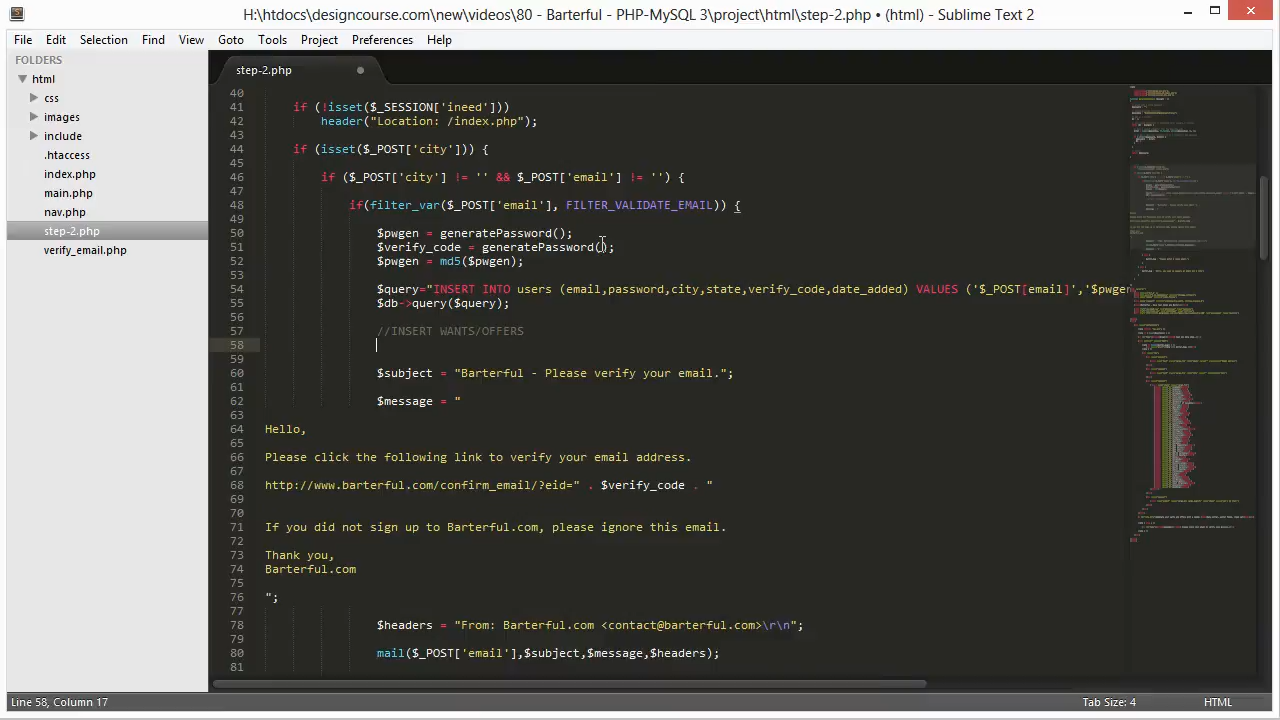 H:\htdocs\designcourse.com\new\videos\80 - Barterful - PHP-MySQL 3\project\html\step-2.php • (html) - Sublime Text 2
File Edit Selection Find View Goto Tools Project Preferences Help
FOLDERS
html
css
images
include
.htaccess
index.php
main.php
nav.php
step-2.php
verify_email.php
step-2.php
40
41 if (!isset($_SESSION['ineed']))
42 header("Location: /index.php");
43
44 if (isset($_POST['city'])) {
45
46 if ($_POST['city'] != '' && $_POST['email'] != '') {
47
48 if(filter_var($_POST['email'], FILTER_VALIDATE_EMAIL)) {
49
50 $pwgen = generatePassword();
51 $verify_code = generatePassword();
52 $pwgen = md5($pwgen);
53
54 $query="INSERT INTO users (email,password,city,state,verify_code,date_added) VALUES ('$_POST[email]','$pwgen
55 $db->query($query);
56
57 //INSERT WANTS/OFFERS
58
59
60 $subject = "Barterful - Please verify your email.";
61
62 $message = "
63
64 Hello,
65
66 Please click the following link to verify your email address.
67
68 http://www.barterful.com/confirm_email/?eid=" . $verify_code . "
69
70
71 If you did not sign up to Barterful.com, please ignore this email.
72
73 Thank you,
74 Barterful.com
75
76 ";
77
78 $headers = "From: Barterful.com <contact@barterful.com>\r\n";
79
80 mail($_POST['email'],$subject,$message,$headers);
81
Line 58, Column 17
Tab Size: 4
HTML